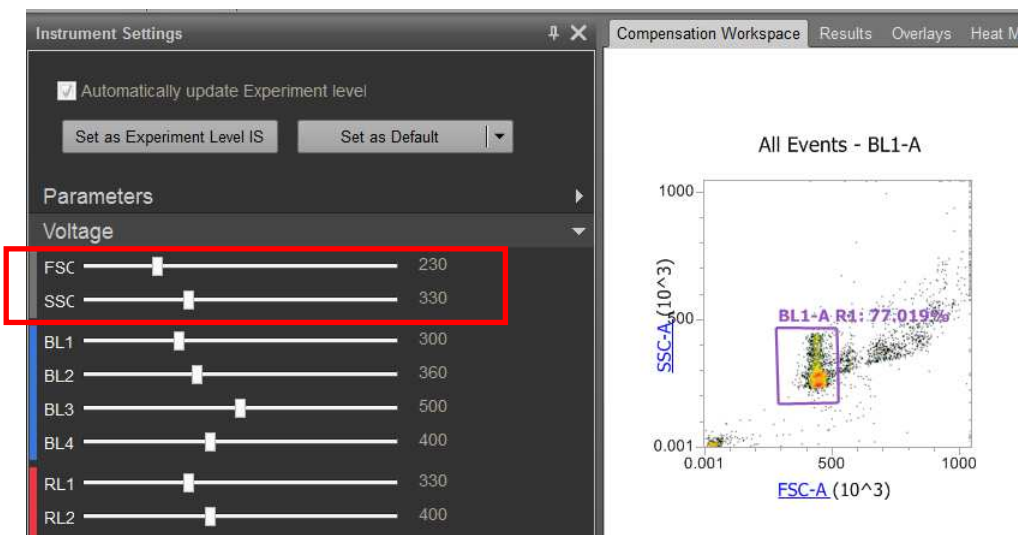 Instrument Settings
Automatically update Experiment level
Set as Experiment Level IS
Set as Default
Parameters
Voltage
FSC 230
SSC 330
BL1 300
BL2 360
BL3 500
BL4 400
RL1 330
RL2 400
Compensation Workspace Results Overlays Heat M
All Events - BL1-A
1000
500
0.001
SSC-A (10^3)
BL1-A R1: 77.019%
0.001 500 1000
FSC-A (10^3)